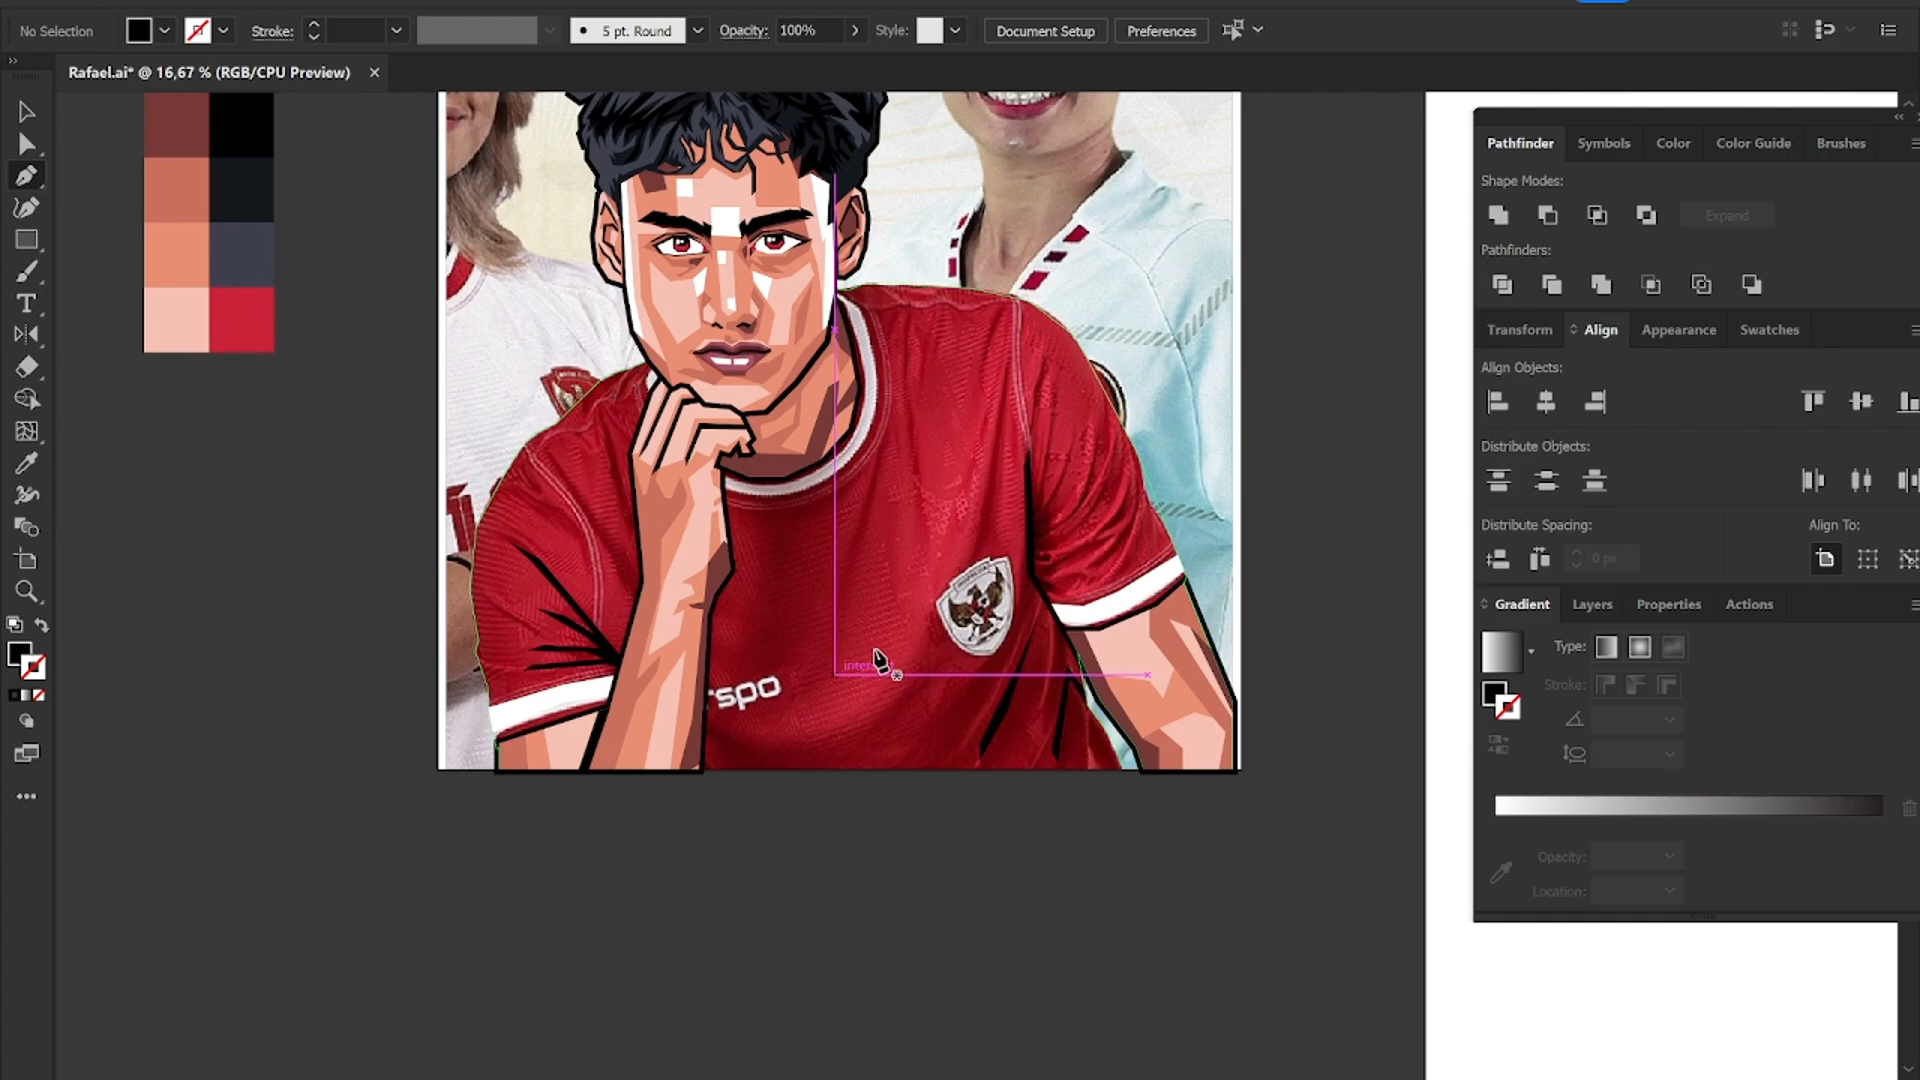 No Selection
Stroke:
5 pt. Round
Opacity: 100%
Style:
Document Setup
Preferences
Rafael.ai* @ 16,67 % (RGB/CPU Preview)
Pathfinder Symbols Color Color Guide Brushes
Shape Modes:
Expand
Pathfinders:
Transform Align Appearance Swatches
Align Objects:
Distribute Objects:
Distribute Spacing:
Align To:
0 px
Gradient Layers Properties Actions
Type:
Stroke:
Opacity:
Location:
rspo